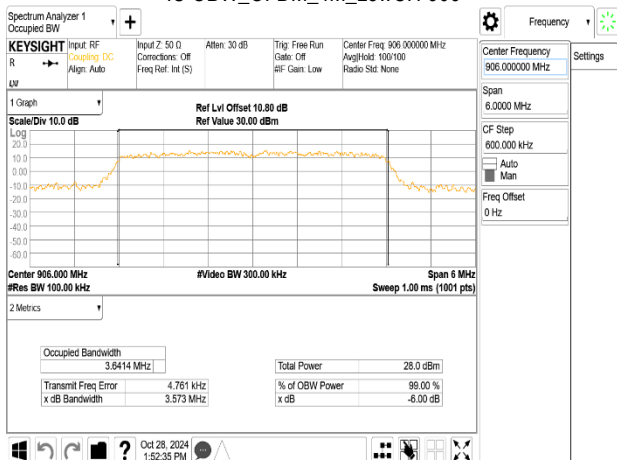 Spectrum Analyzer 1
Occupied BW
Frequency
KEYSIGHT
Input: RF
Coupling: DC
Align: Auto
Input Z: 50 Ω
Corrections: Off
Freq Ref: Int (S)
Atten: 30 dB
Trig: Free Run
Gate: Off
#IF Gain: Low
Center Freq: 906.000000 MHz
Avg|Hold: 100/100
Radio Std: None
R
LVI
Center Frequency
906.000000 MHz
Settings
Span
6.0000 MHz
CF Step
600.000 kHz
Auto
Man
Freq Offset
0 Hz
1 Graph
Scale/Div 10.0 dB
Ref Lvl Offset 10.80 dB
Ref Value 30.00 dBm
Log
20.0
10.0
0.00
-10.0
-20.0
-30.0
-40.0
-50.0
-60.0
Center 906.000 MHz
#Video BW 300.00 kHz
Span 6 MHz
#Res BW 100.00 kHz
Sweep 1.00 ms (1001 pts)
2 Metrics
Occupied Bandwidth
3.6414 MHz
Total Power 28.0 dBm
Transmit Freq Error 4.761 kHz
% of OBW Power 99.00 %
x dB Bandwidth 3.573 MHz
x dB -6.00 dB
?
Oct 28, 2024
1:52:35 PM